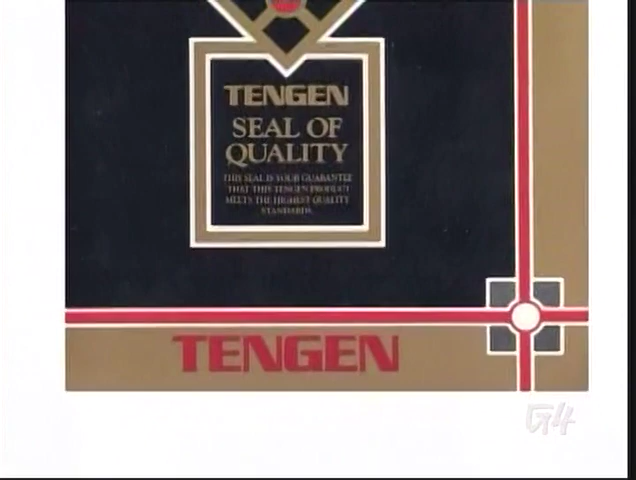 TENGEN
SEAL OF
QUALITY
THIS SEAL IS YOUR GUARANTEE
THAT THIS TENGEN PRODUCT
MEETS THE HIGHEST QUALITY
STANDARDS.
TENGEN
G4